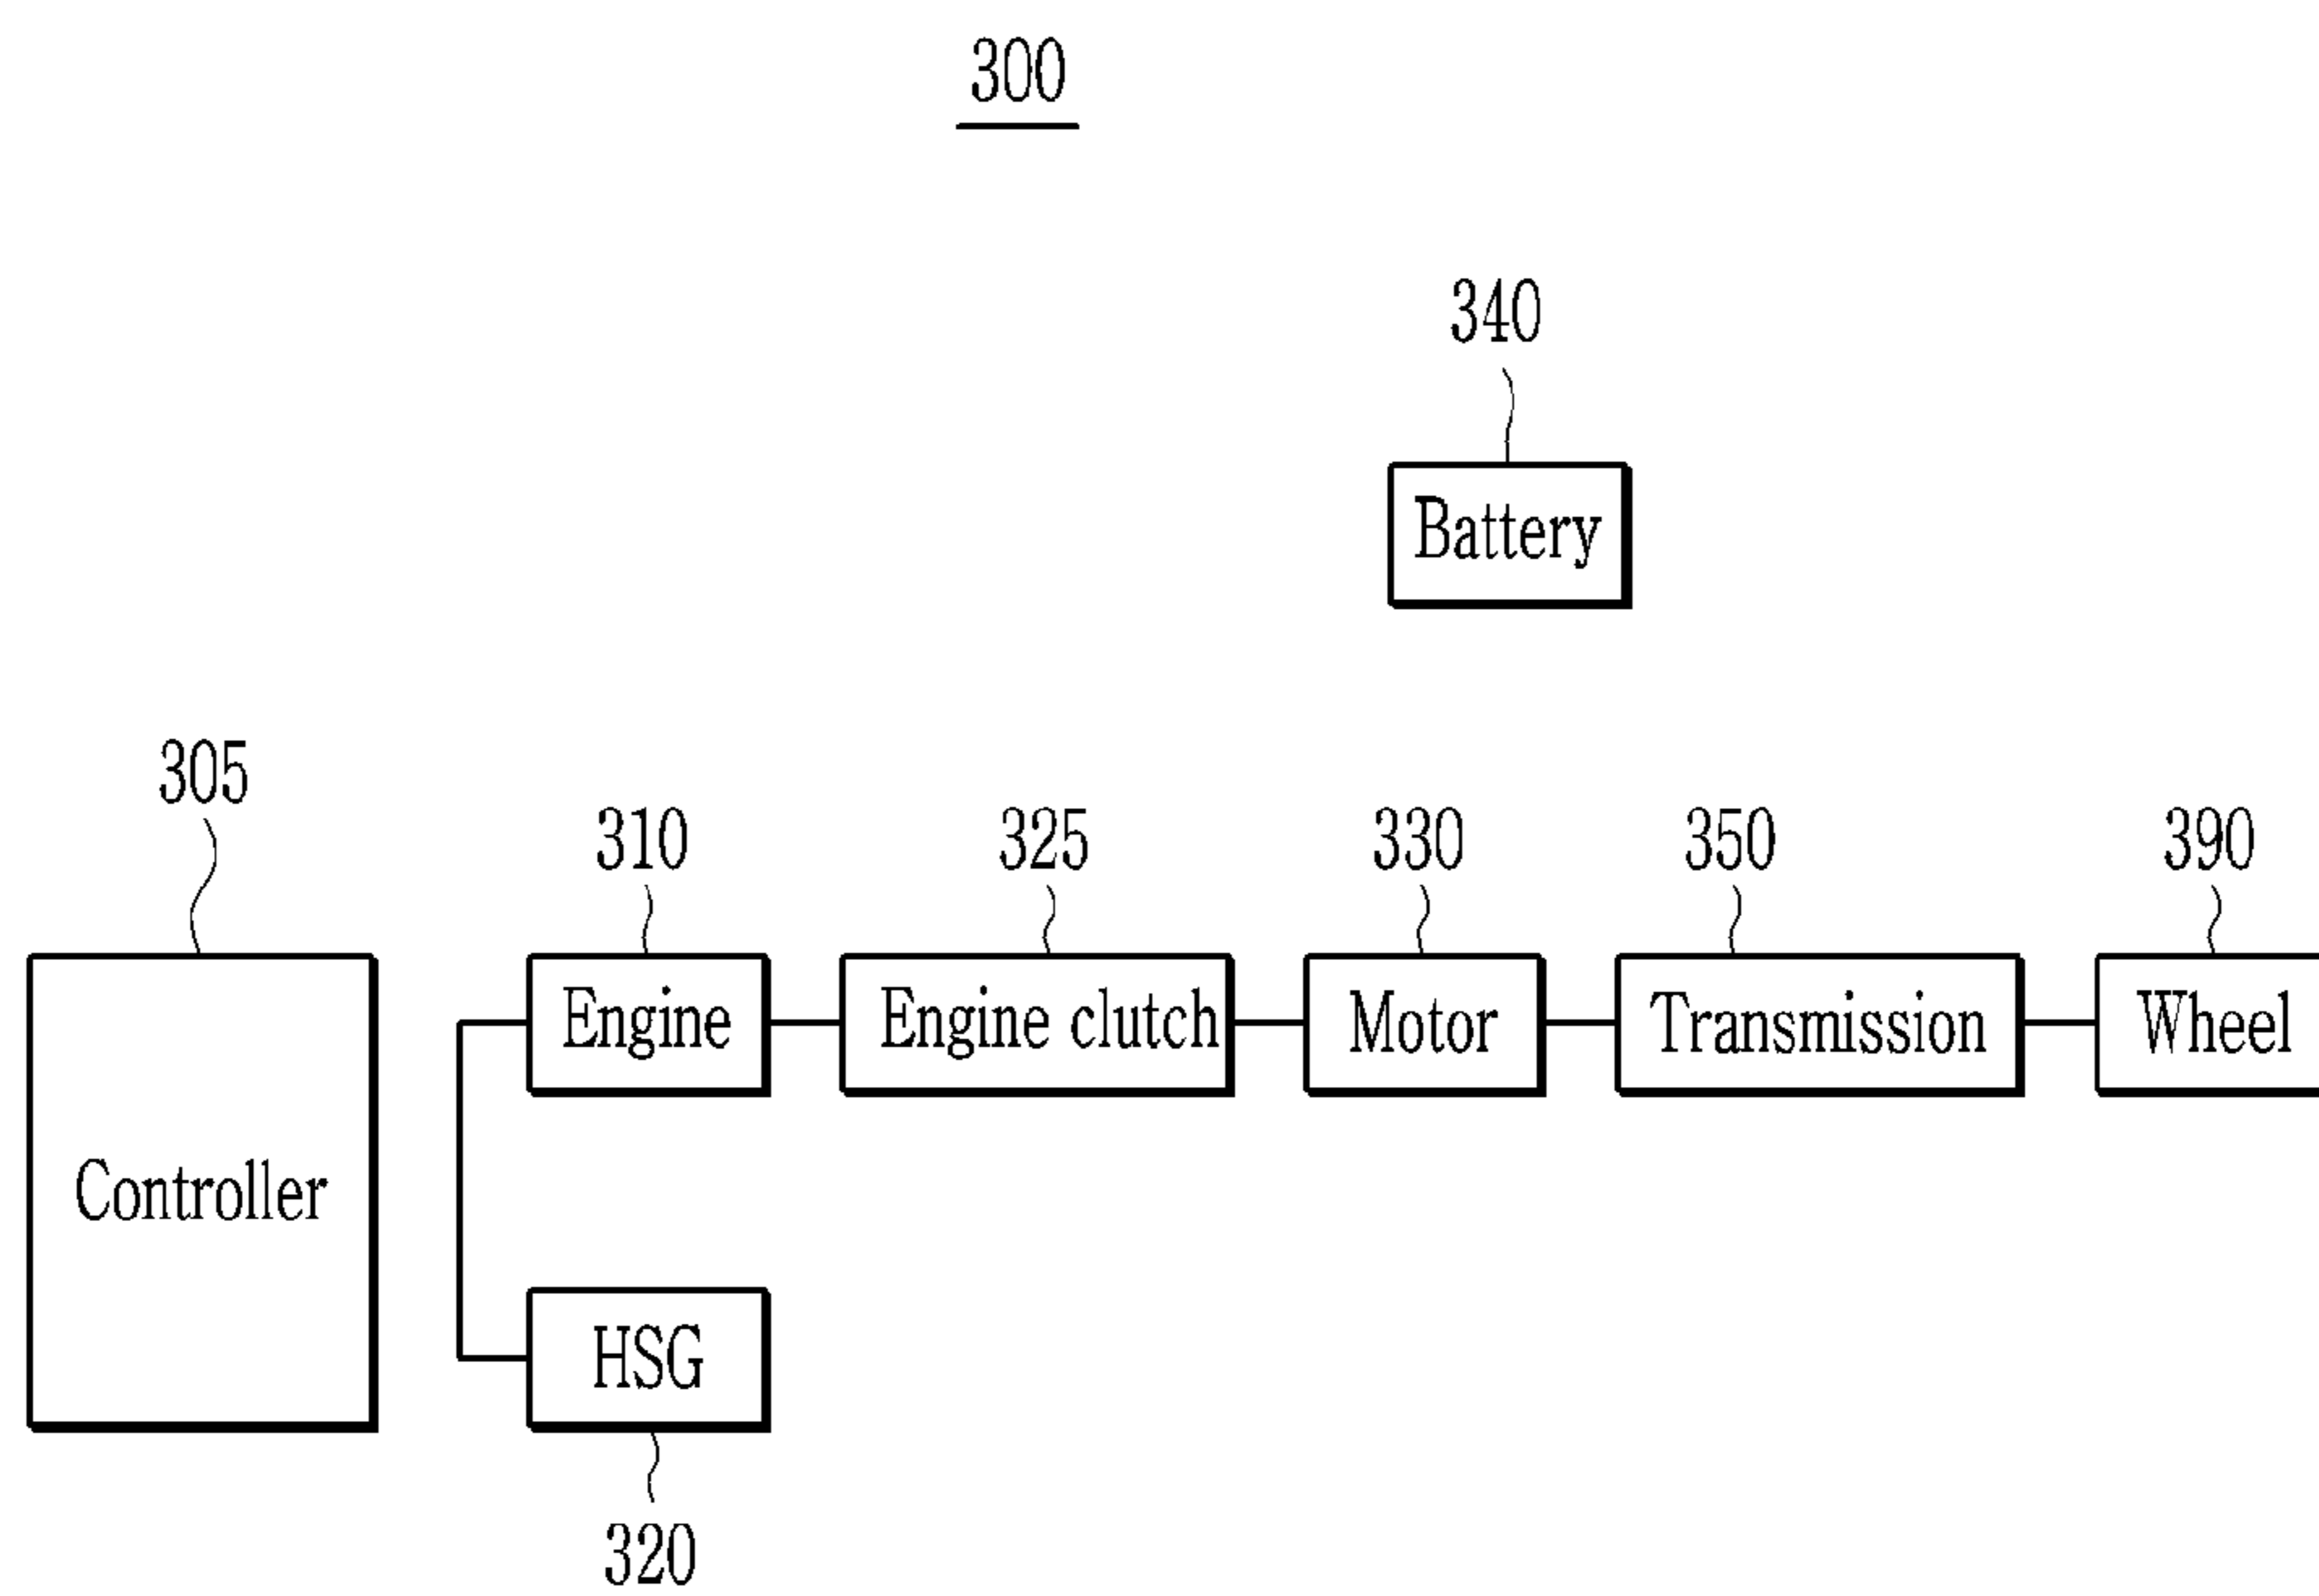 300
340
Battery
305
310
325
330
350
390
Engine
Engine clutch
Motor
Transmission
Wheel
Controller
HSG
320